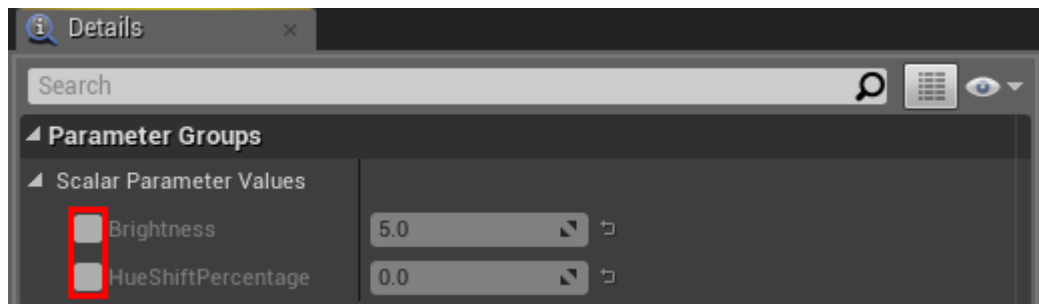 Details
Search
Parameter Groups
Scalar Parameter Values
Brightness 5.0
HueShiftPercentage 0.0